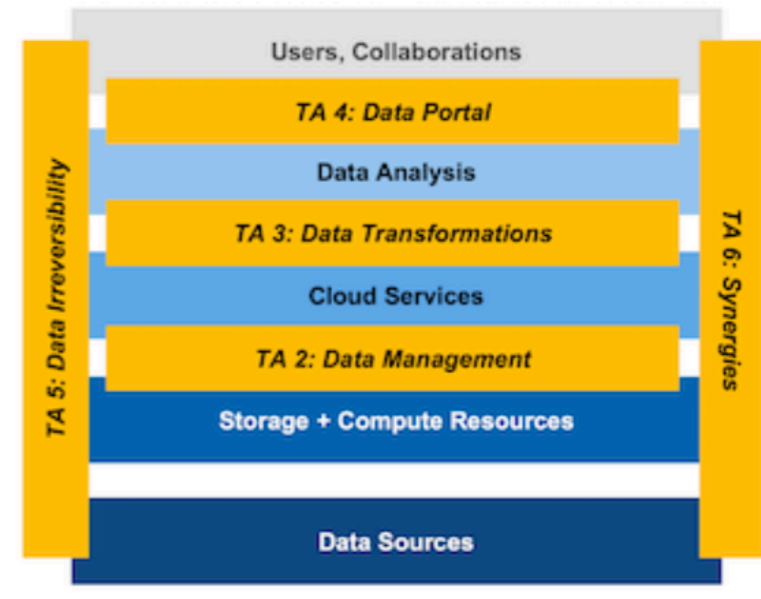 Users, Collaborations
TA 4: Data Portal
Data Analysis
TA 3: Data Transformations
Cloud Services
TA 2: Data Management
Storage + Compute Resources
Data Sources
TA 5: Data Irreversibility
TA 6: Synergies